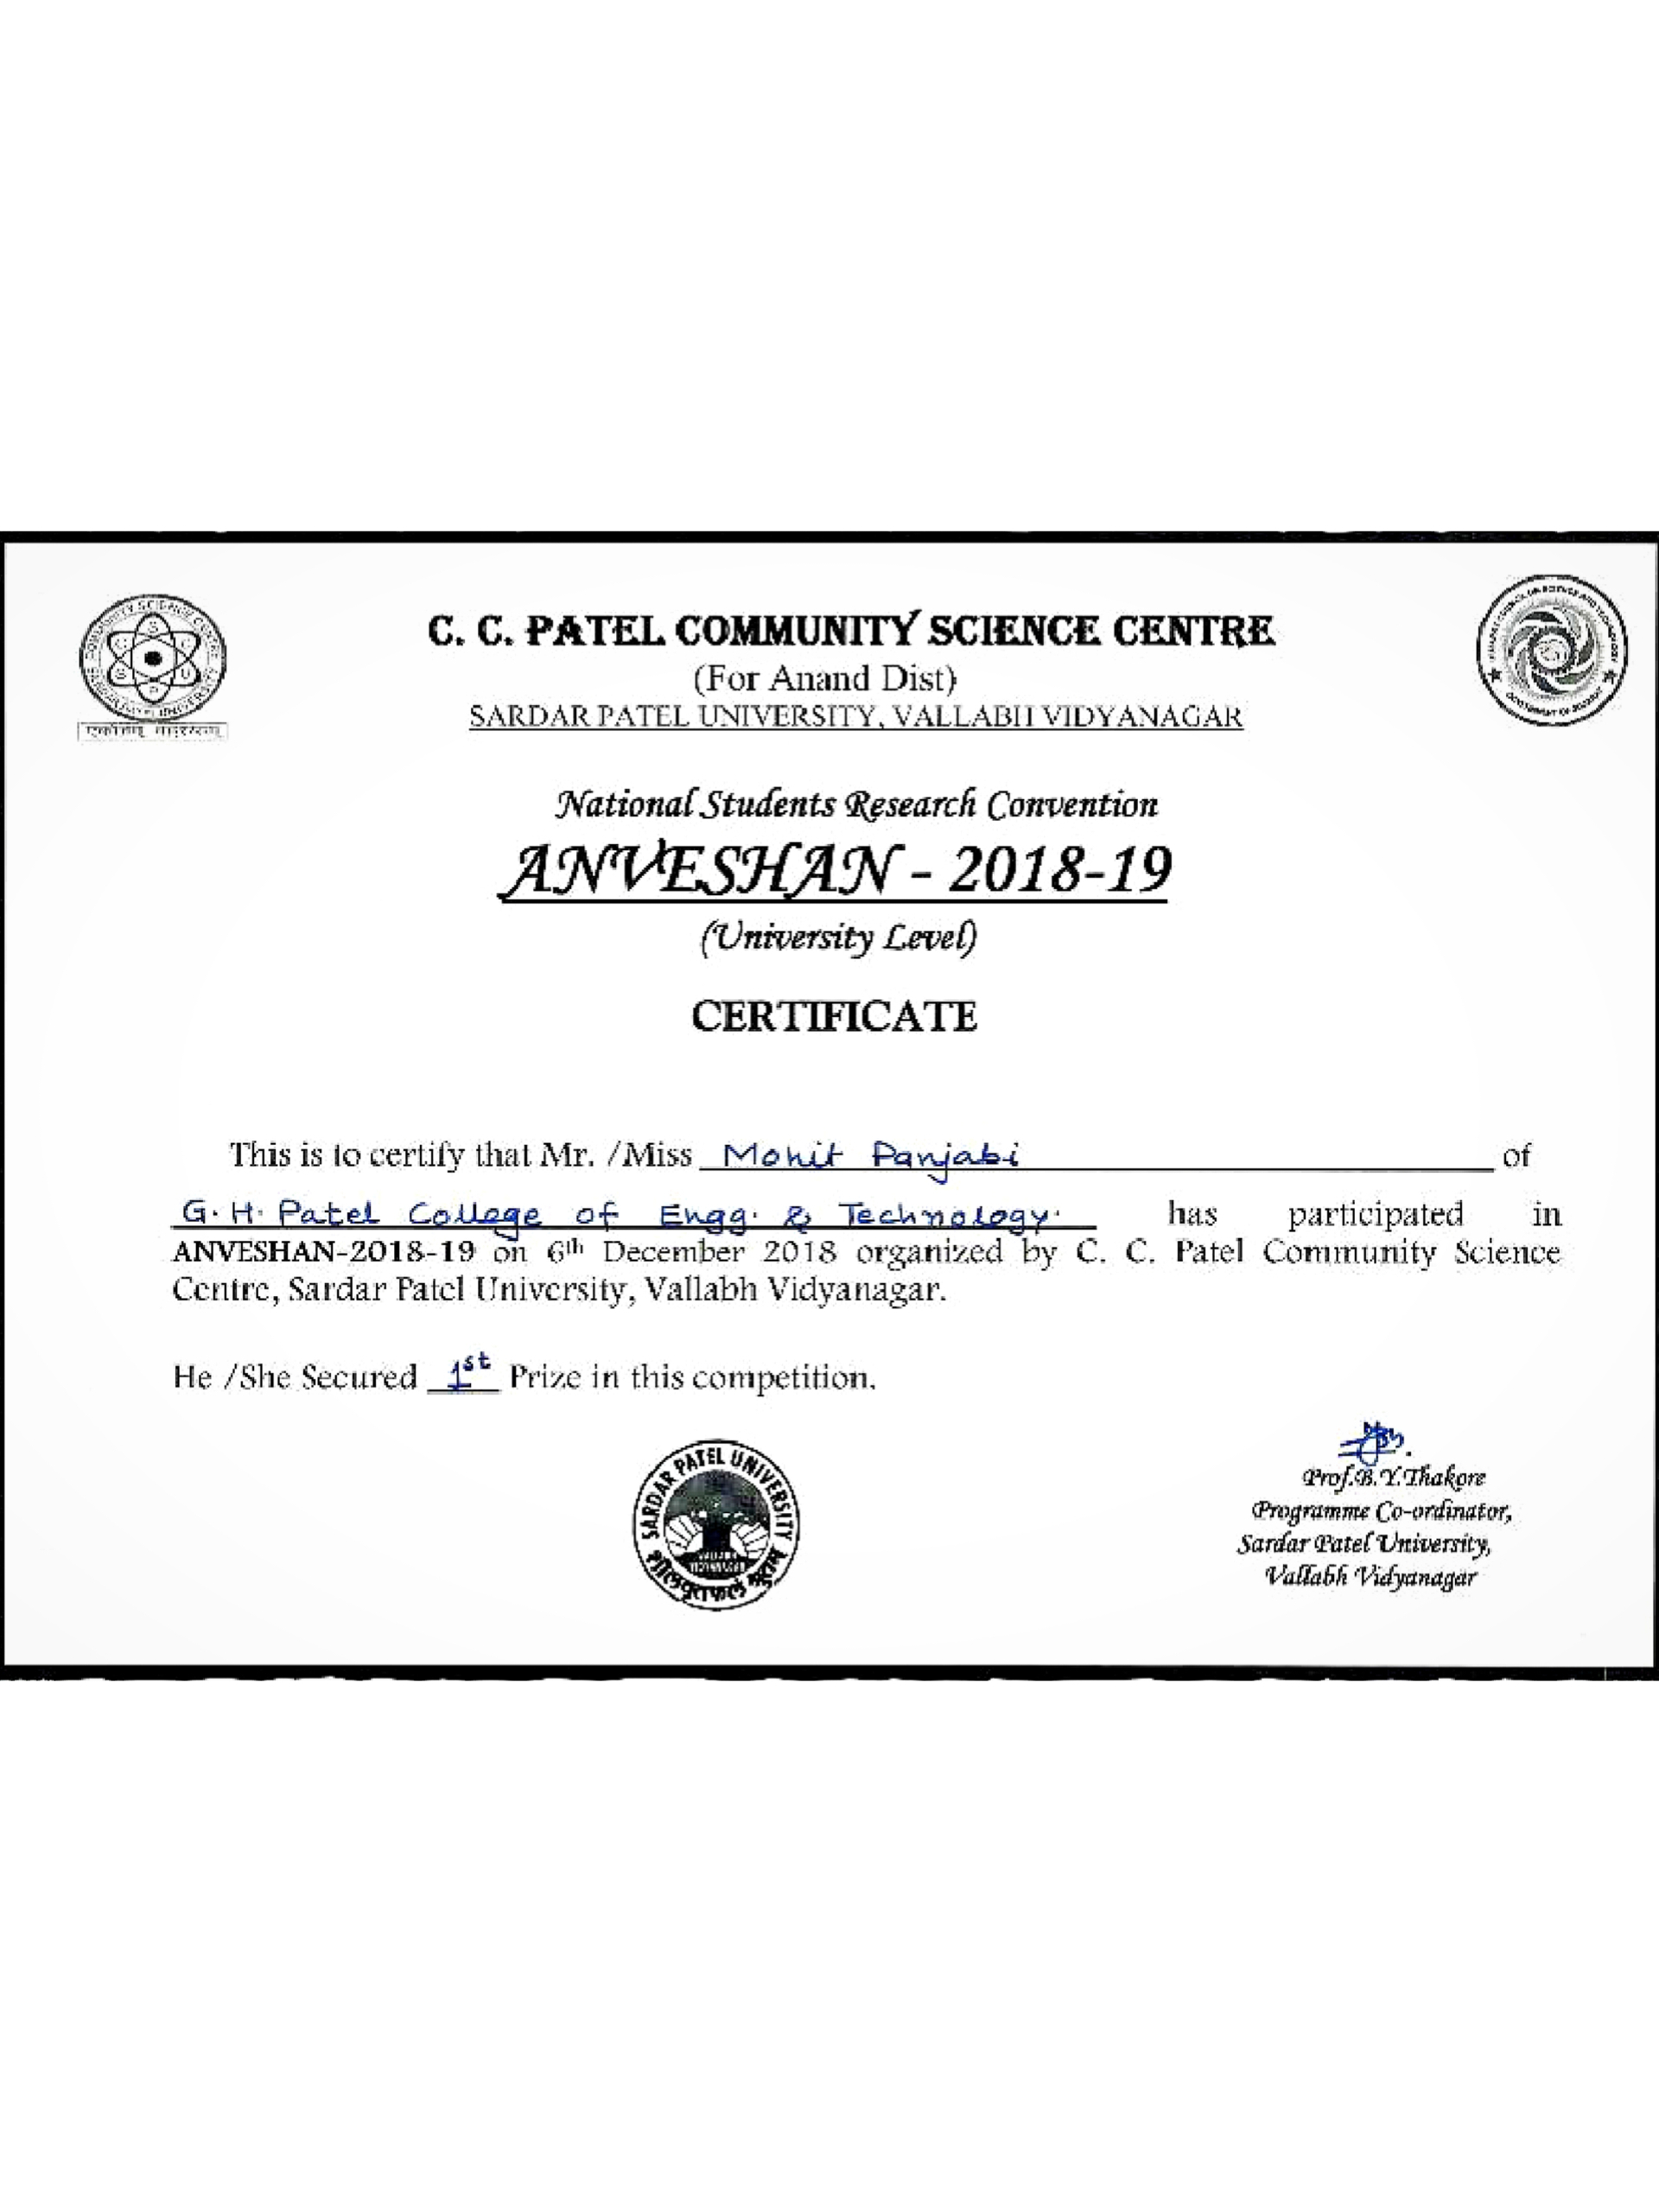 C. C. PATEL COMMUNITY SCIENCE CENTRE
(For Anand Dist)
SARDAR PATEL UNIVERSITY, VALLABH VIDYANAGAR
National Students Research Convention
ANVESHAN - 2018-19
(University Level)
CERTIFICATE
This is to certify that Mr. /Miss Mohit Panjabi of
G. H. Patel College of Engg. & Technology. has participated in
ANVESHAN-2018-19 on 6th December 2018 organized by C. C. Patel Community Science
Centre, Sardar Patel University, Vallabh Vidyanagar.
He /She Secured 1st Prize in this competition.
SARDAR PATEL UNIVERSITY
VALLABH
VIDYANAGAR
Prof.B.Y.Thakore
Programme Co-ordinator,
Sardar Patel University,
Vallabh Vidyanagar